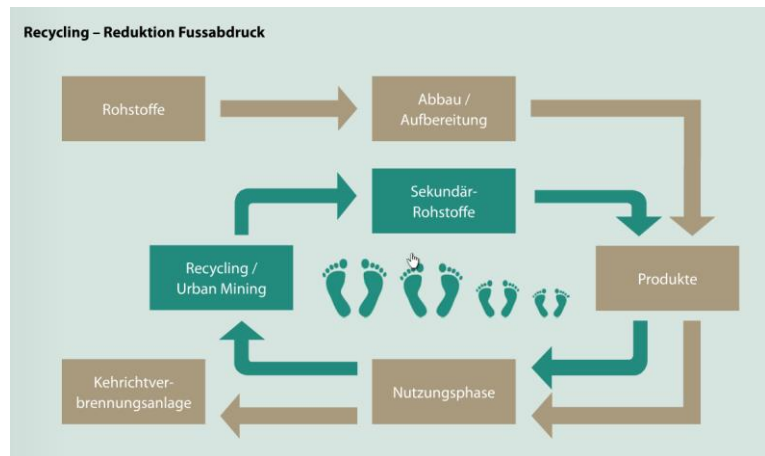 Recycling – Reduktion Fussabdruck
Rohstoffe
Abbau /
Aufbereitung
Sekundär-
Rohstoffe
Recycling /
Urban Mining
Produkte
Kehrichtver-
brennungsanlage
Nutzungsphase